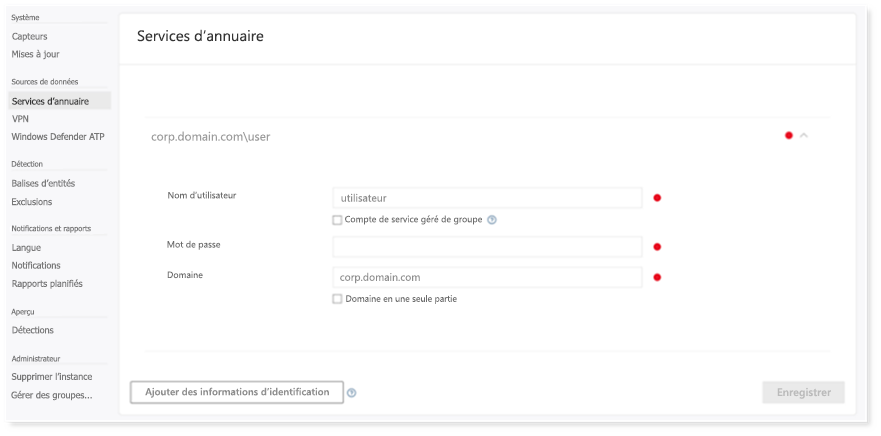 Système
Capteurs
Mises à jour
Sources de données
Services d'annuaire
VPN
Windows Defender ATP
Détection
Balises d'entités
Exclusions
Notifications et rapports
Langue
Notifications
Rapports planifiés
Aperçu
Détections
Administrateur
Supprimer l'instance
Gérer des groupes...
Services d'annuaire
corp.domain.com\user
Nom d'utilisateur
utilisateur
Compte de service géré de groupe
Mot de passe
Domaine
corp.domain.com
Domaine en une seule partie
Ajouter des informations d'identification
Enregistrer